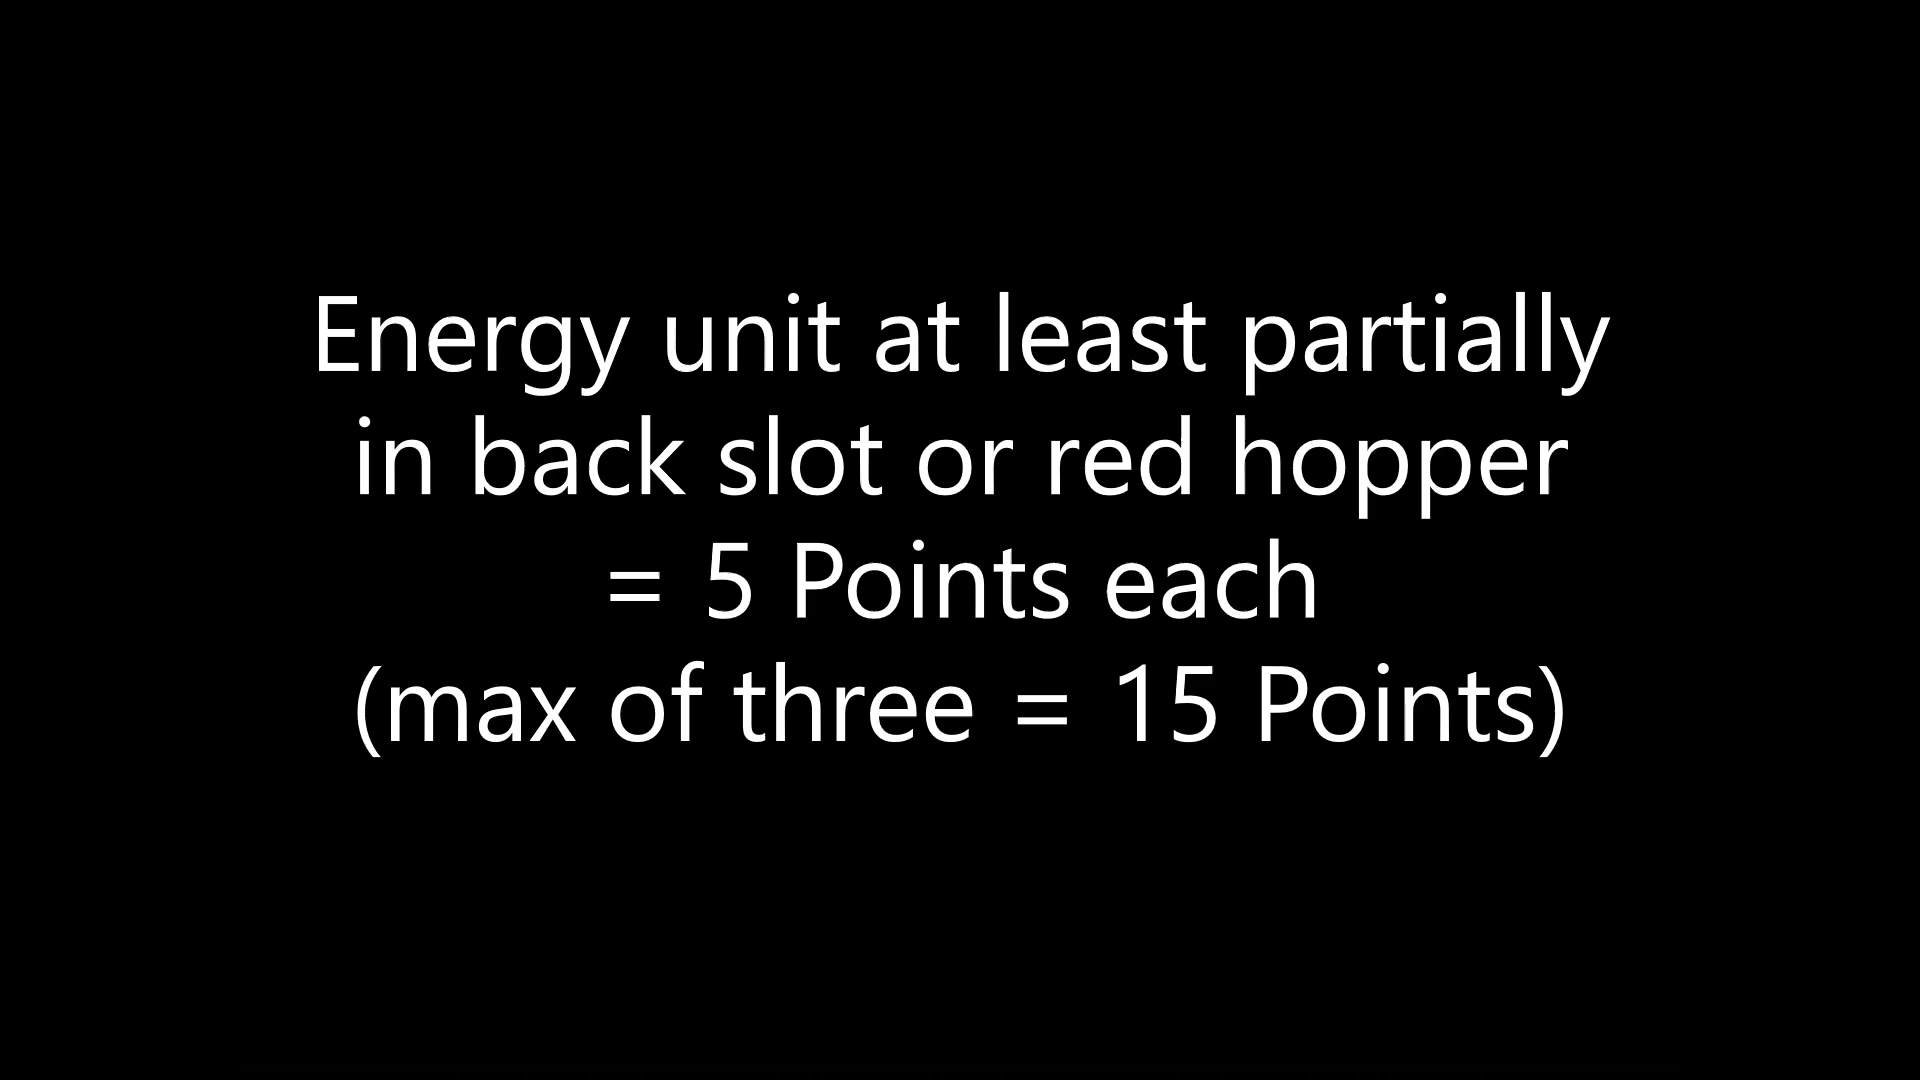 Energy unit at least partially
in back slot or red hopper
= 5 Points each
(max of three = 15 Points)